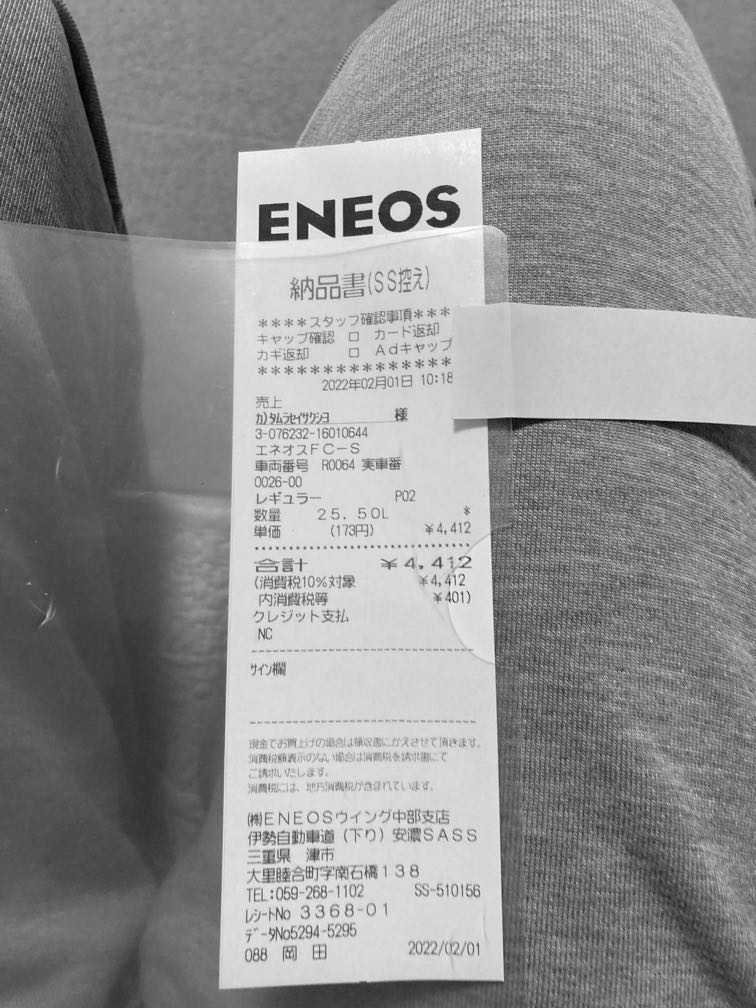 ENEOS
納品書(SS控え)
****スタッフ確認事項***
キャップ確認 □ カード返却
カギ返却 □ Adキャップ
**************
2022年02月01日 10:18
売上
カ)タムラセイサクシヨ 様
3-076232-16010644
エネオスFC-S
車両番号 R0064 実車番
0026-00
レギュラー P02
数量 25.50L *
単価 (173円) ¥4,412
合計 ¥4,412
(消費税10%対象 ¥4,412
内消費税等 ¥401)
クレジット支払
NC
サイン欄
現金でお買上げの場合は領収書にかえさせて頂きます。
消費税額表示のない場合は消費税を請求書にて
ご請求いたします。
消費税には、地方消費税が含まれています。
(株)ENEOSウイング中部支店
伊勢自動車道(下り)安濃SASS
三重県 津市
大里睦合町字南石橋138
TEL:059-268-1102 SS-510156
レシートNo 3368-01
データNo5294-5295
088 岡田 2022/02/01